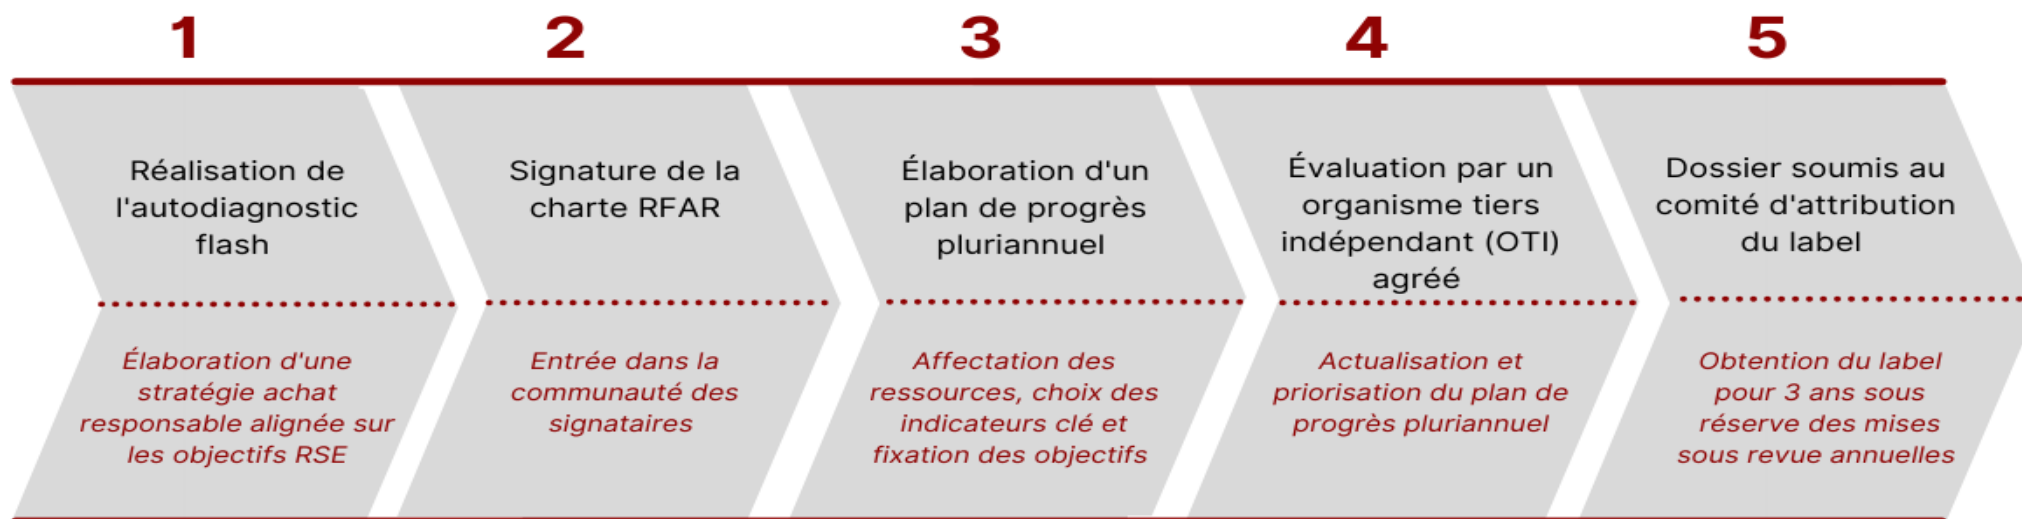 1
2
3
4
5
Réalisation de
l'autodiagnostic
flash
Élaboration d'une
stratégie achat
responsable alignée sur
les objectifs RSE
Signature de la
charte RFAR
Entrée dans la
communauté des
signataires
Élaboration d'un
plan de progrès
pluriannuel
Affectation des
ressources, choix des
indicateurs clé et
fixation des objectifs
Évaluation par un
organisme tiers
indépendant (OTI)
agréé
Actualisation et
priorisation du plan de
progrès pluriannuel
Dossier soumis au
comité d'attribution
du label
Obtention du label
pour 3 ans sous
réserve des mises
sous revue annuelles